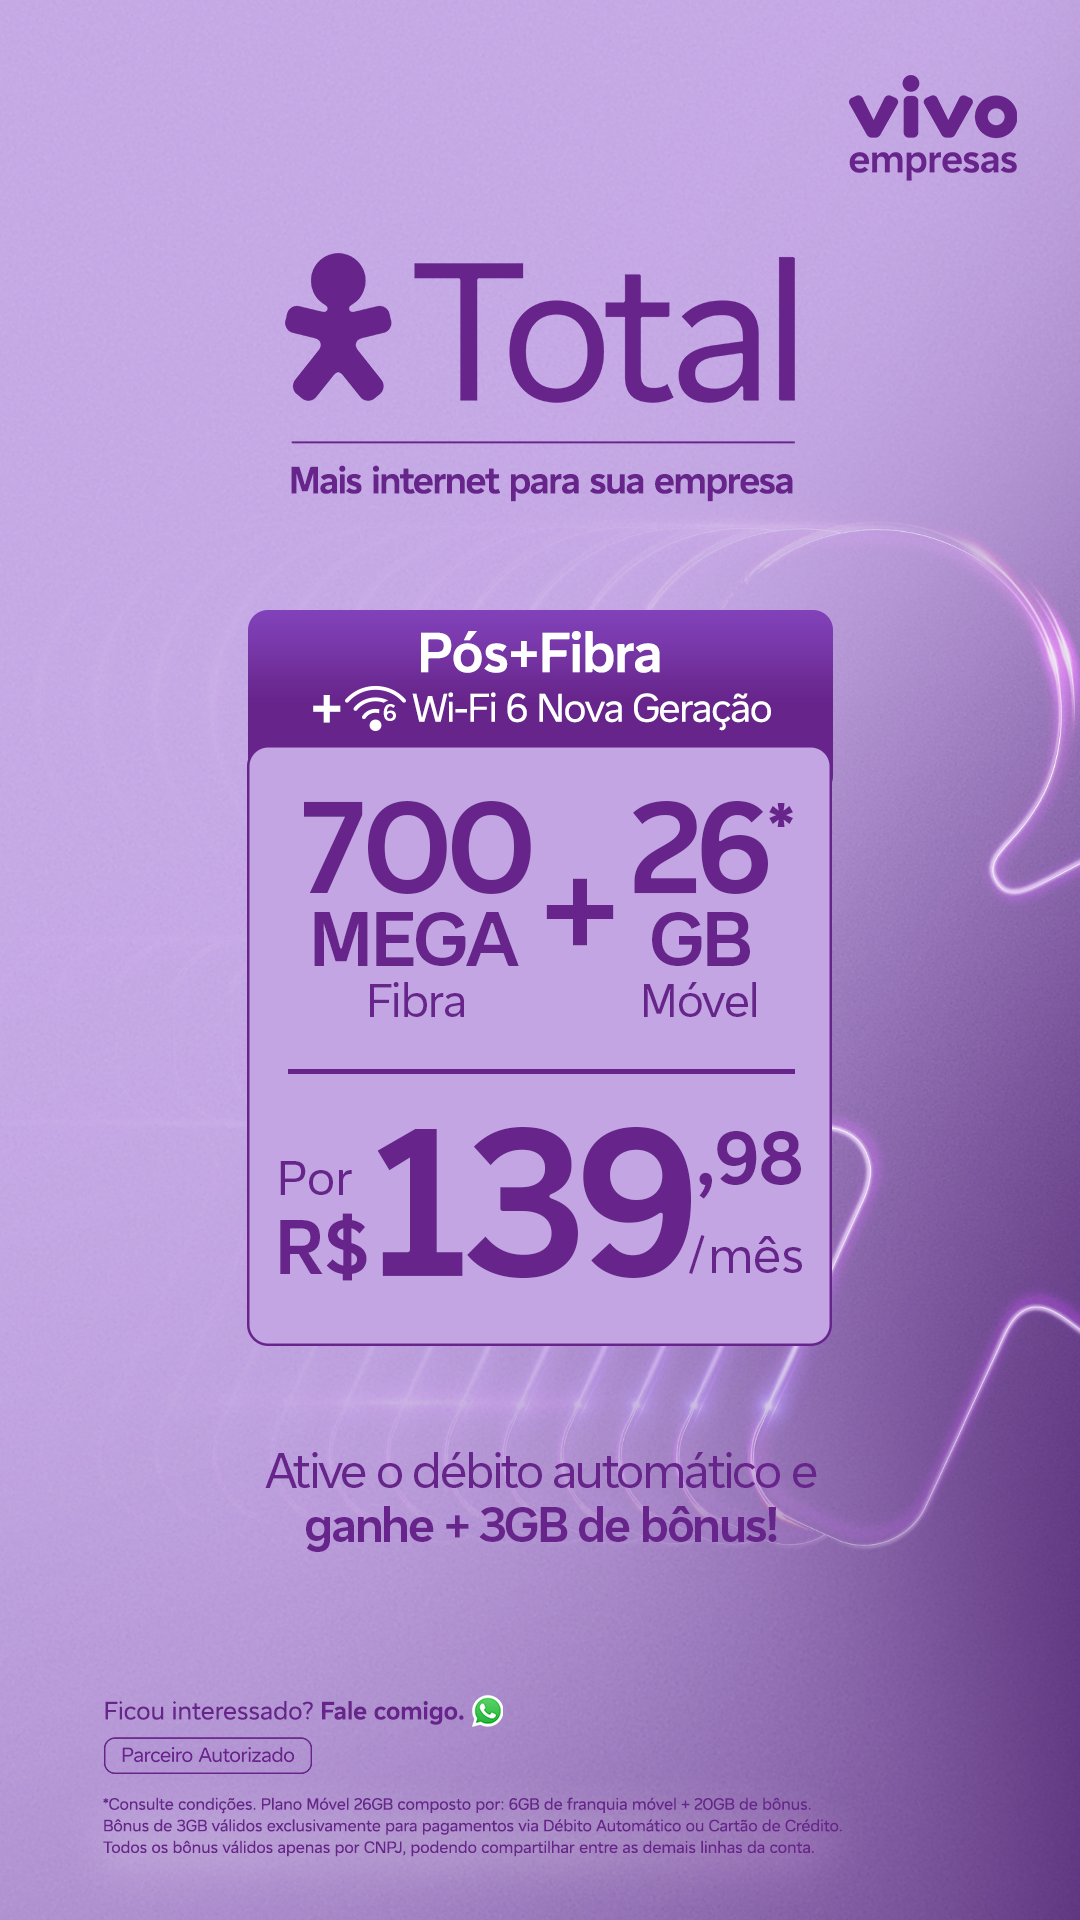 vivo
empresas
Total
Mais internet para sua empresa
Pós+Fibra
+ 6 Wi-Fi 6 Nova Geração
700 MEGA Fibra + 26* GB Móvel
Por R$ 139,98 /mês
Ative o débito automático e
ganhe + 3GB de bônus!
Ficou interessado? Fale comigo.
Parceiro Autorizado
*Consulte condições. Plano Móvel 26GB composto por: 6GB de franquia móvel + 20GB de bônus.
Bônus de 3GB válidos exclusivamente para pagamentos via Débito Automático ou Cartão de Crédito.
Todos os bônus válidos apenas por CNPJ, podendo compartilhar entre as demais linhas da conta.